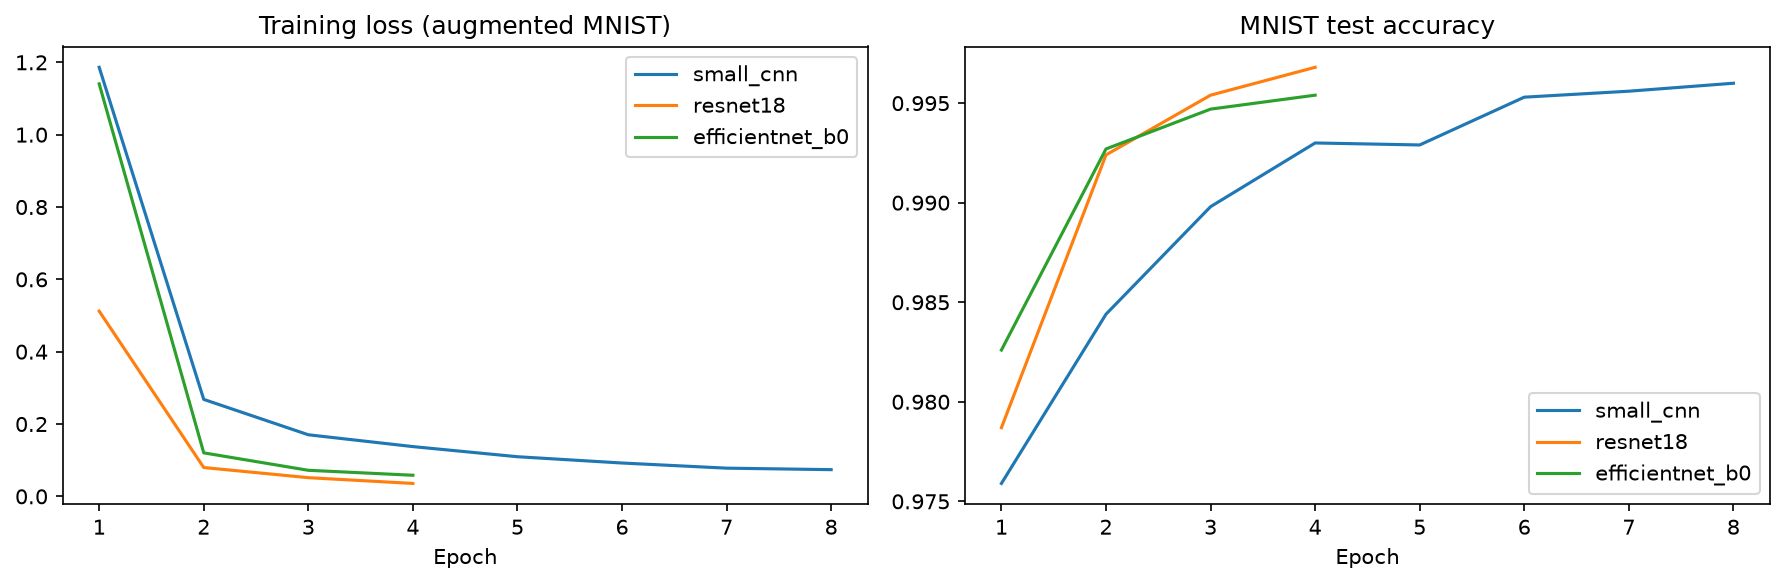 Training loss (augmented MNIST)
1.2
1.0
0.8
0.6
0.4
0.2
0.0
small_cnn
resnet18
efficientnet_b0
1 2 3 4 5 6 7 8
Epoch
MNIST test accuracy
0.995
0.990
0.985
0.980
0.975
small_cnn
resnet18
efficientnet_b0
1 2 3 4 5 6 7 8
Epoch